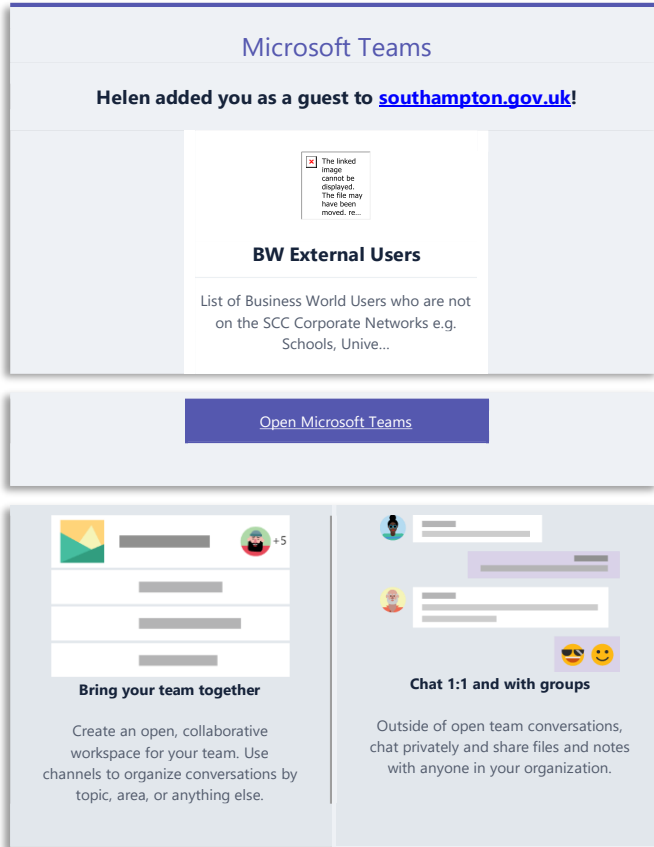 Microsoft Teams
Helen added you as a guest to southampton.gov.uk!
The linked
image
cannot be
displayed.
The file may
have been
moved, re...
BW External Users
List of Business World Users who are not
on the SCC Corporate Networks e.g.
Schools, Unive...
Open Microsoft Teams
+5
Bring your team together
Create an open, collaborative
workspace for your team. Use
channels to organize conversations by
topic, area, or anything else.
Chat 1:1 and with groups
Outside of open team conversations,
chat privately and share files and notes
with anyone in your organization.